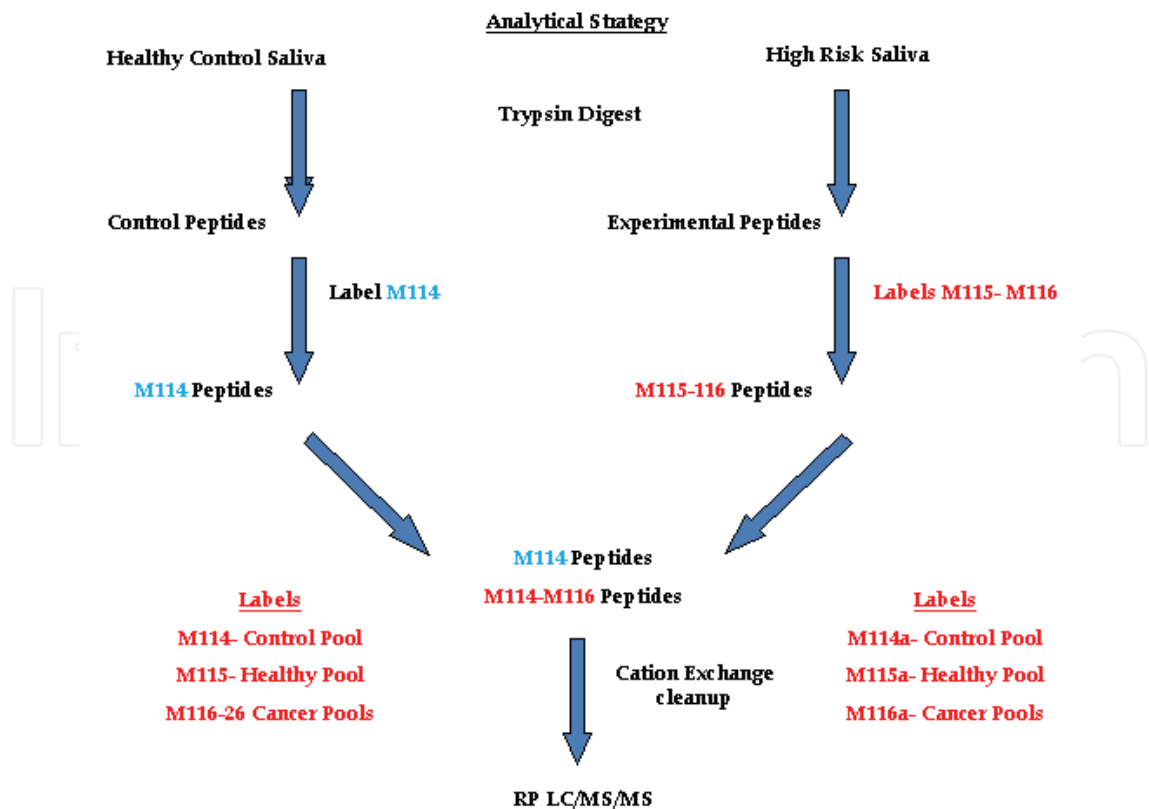 Analytical Strategy
Healthy Control Saliva
High Risk Saliva
Trypsin Digest
Control Peptides
Experimental Peptides
Label M114
Labels M115- M116
M114 Peptides
M115-116 Peptides
M114 Peptides
M114-M116 Peptides
Labels
M114- Control Pool
M115- Healthy Pool
M116-26 Cancer Pools
Labels
M114a- Control Pool
M115a- Healthy Pool
M116a- Cancer Pools
Cation Exchange
cleanup
RP LC/MS/MS